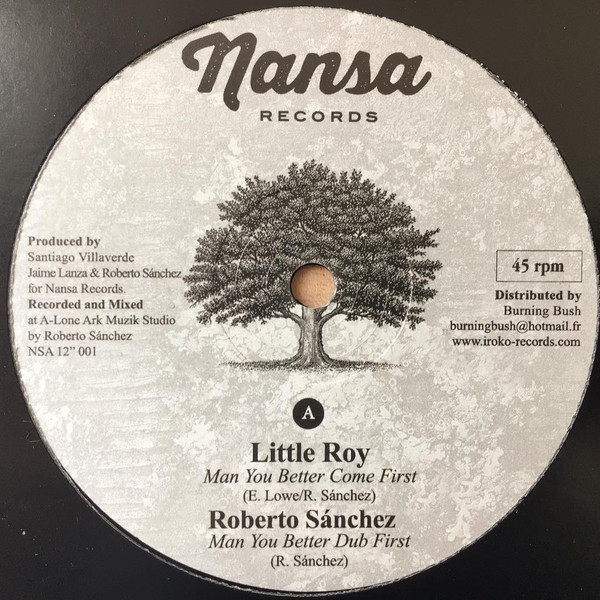 Nansa
RECORDS
Produced by
Santiago Villaverde
Jaime Lanza & Roberto Sánchez
for Nansa Records.
Recorded and Mixed
at A-Lone Ark Muzik Studio
by Roberto Sánchez
NSA 12" 001
45 rpm
Distributed by
Burning Bush
burningbush@hotmail.fr
www.iroko-records.com
A
Little Roy
Man You Better Come First
(E. Lowe/R. Sánchez)
Roberto Sánchez
Man You Better Dub First
(R. Sánchez)